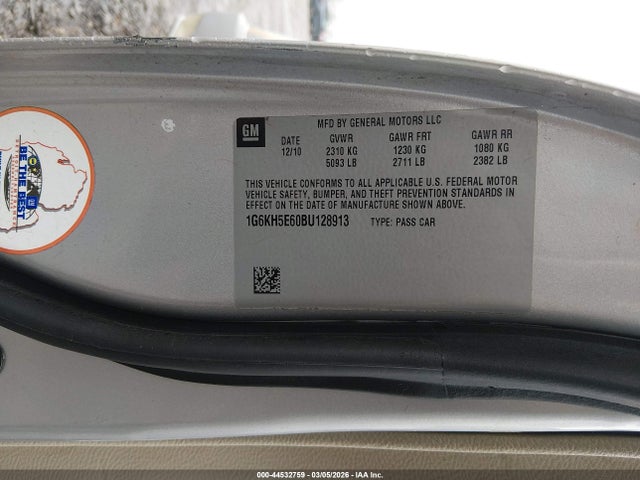 GM
MFD BY GENERAL MOTORS LLC
DATE GVWR GAWR FRT GAWR RR
12/10 2310 KG 1230 KG 1080 KG
5093 LB 2711 LB 2382 LB
THIS VEHICLE CONFORMS TO ALL APPLICABLE U.S. FEDERAL MOTOR
VEHICLE SAFETY, BUMPER, AND THEFT PREVENTION STANDARDS IN
EFFECT ON THE DATE OF MANUFACTURE SHOWN ABOVE.
1G6KH5E60BU128913 TYPE: PASS CAR
BE THE BEST
000-44532759 | 03/05/2026 | IAA Inc.